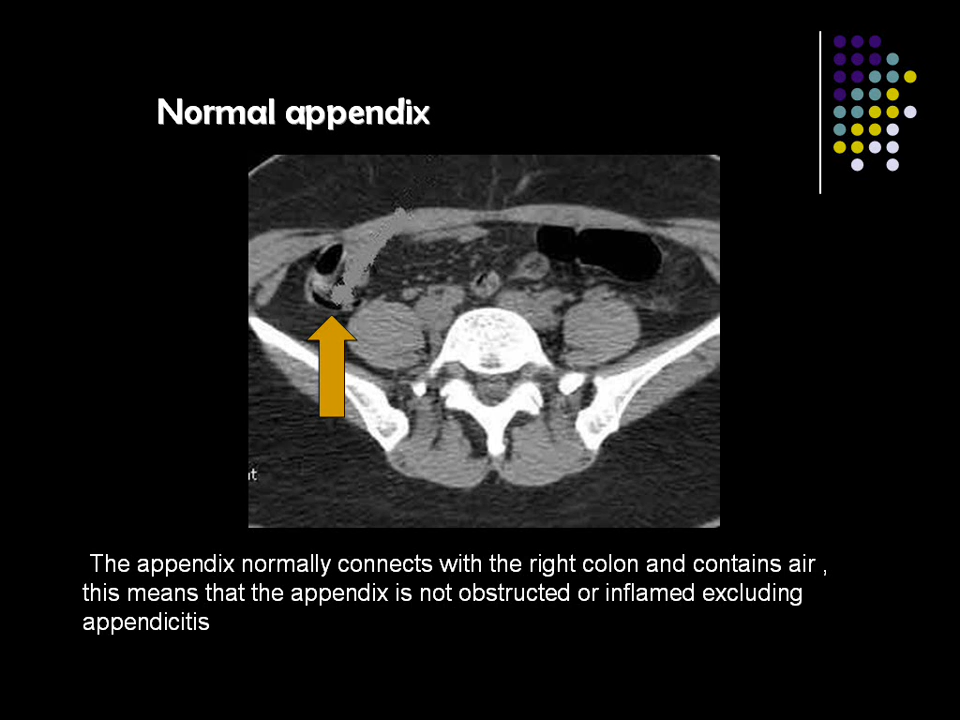 Normal appendix
nt
The appendix normally connects with the right colon and contains air ,
this means that the appendix is not obstructed or inflamed excluding
appendicitis